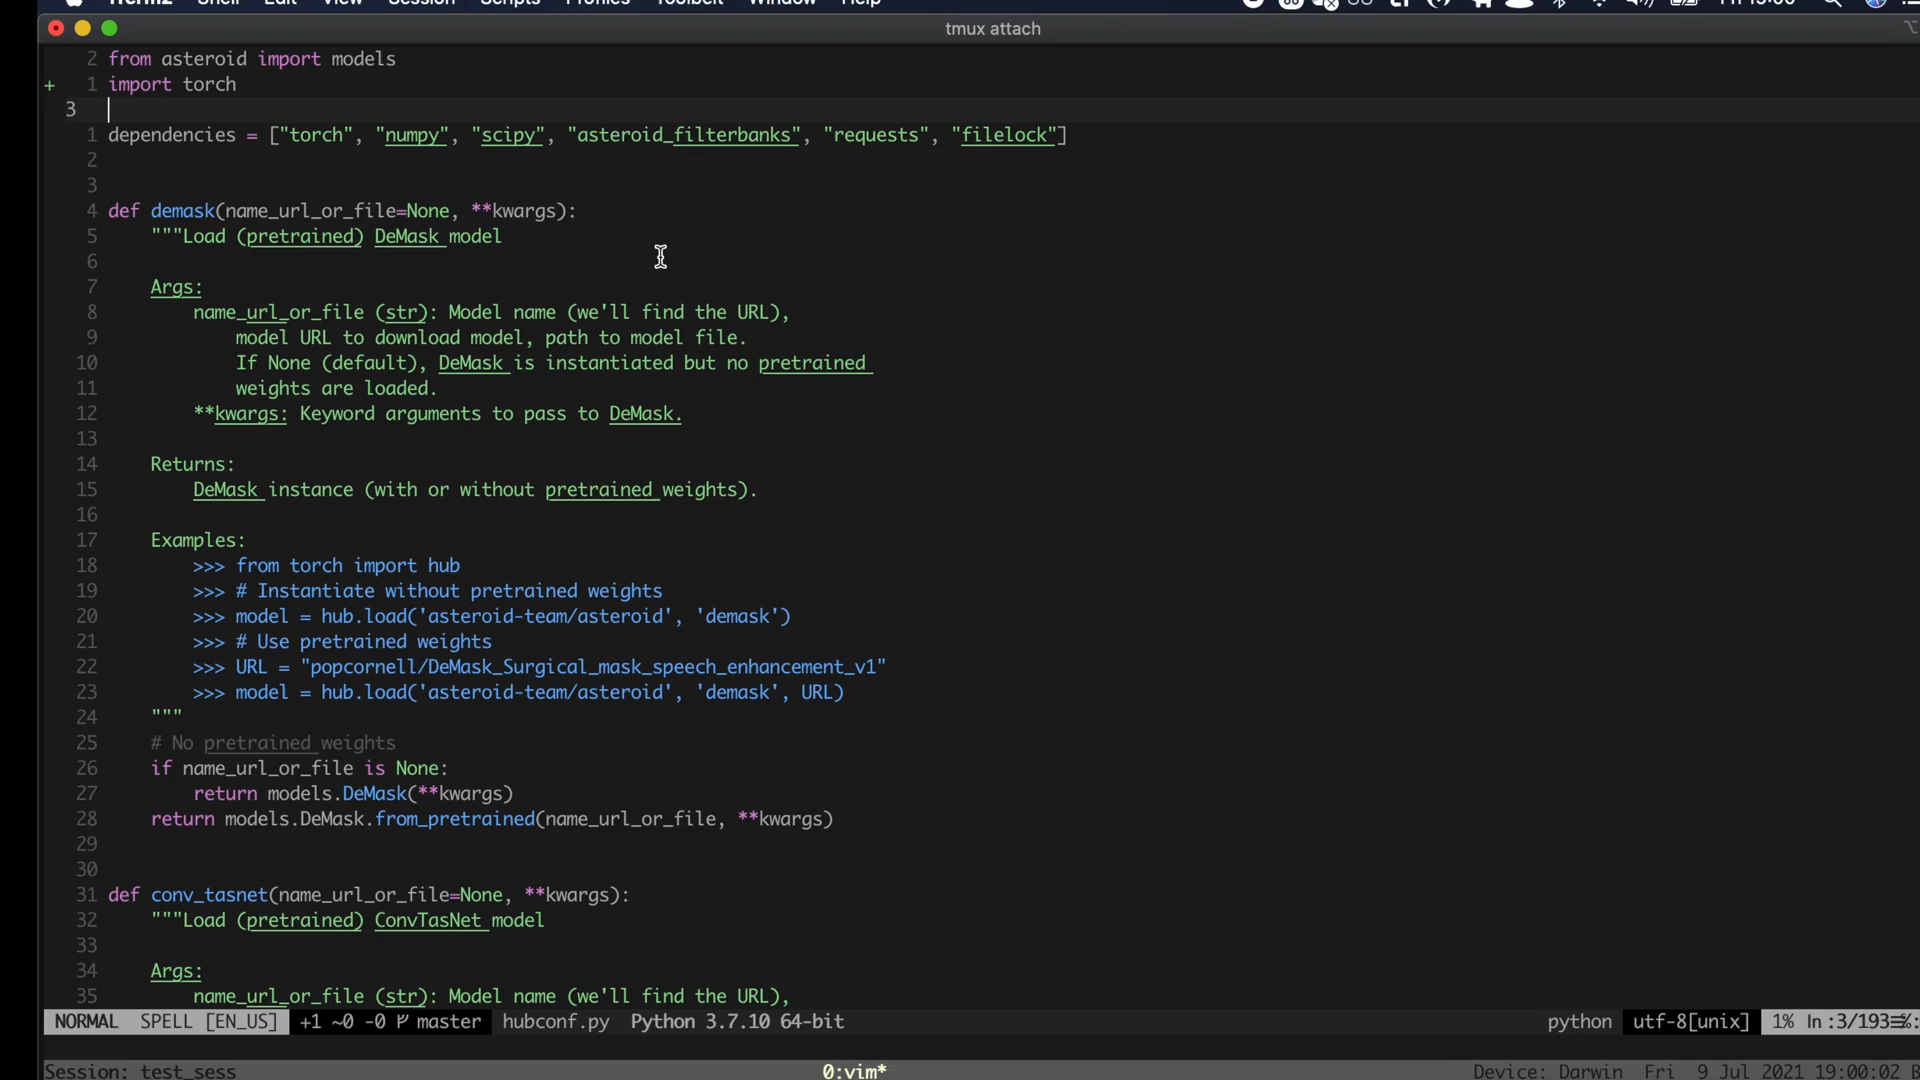 iTerm2 Shell Edit View Session Scripts Profiles Toolbelt Window Help
tmux attach
2 from asteroid import models
+ 1 import torch
3
1 dependencies = ["torch", "numpy", "scipy", "asteroid_filterbanks", "requests", "filelock"]
2
3
4 def demask(name_url_or_file=None, **kwargs):
5 """Load (pretrained) DeMask model
6
7 Args:
8 name_url_or_file (str): Model name (we'll find the URL),
9 model URL to download model, path to model file.
10 If None (default), DeMask is instantiated but no pretrained
11 weights are loaded.
12 **kwargs: Keyword arguments to pass to DeMask.
13
14 Returns:
15 DeMask instance (with or without pretrained weights).
16
17 Examples:
18 >>> from torch import hub
19 >>> # Instantiate without pretrained weights
20 >>> model = hub.load('asteroid-team/asteroid', 'demask')
21 >>> # Use pretrained weights
22 >>> URL = "popcornell/DeMask_Surgical_mask_speech_enhancement_v1"
23 >>> model = hub.load('asteroid-team/asteroid', 'demask', URL)
24 """
25 # No pretrained weights
26 if name_url_or_file is None:
27 return models.DeMask(**kwargs)
28 return models.DeMask.from_pretrained(name_url_or_file, **kwargs)
29
30
31 def conv_tasnet(name_url_or_file=None, **kwargs):
32 """Load (pretrained) ConvTasNet model
33
34 Args:
35 name_url_or_file (str): Model name (we'll find the URL),
NORMAL SPELL [EN_US] +1 ~0 -0 master hubconf.py Python 3.7.10 64-bit python utf-8[unix] 1% ln :3/193
Session: test_sess 0:vim* Device: Darwin Fri 9 Jul 2021 19:00:02 B